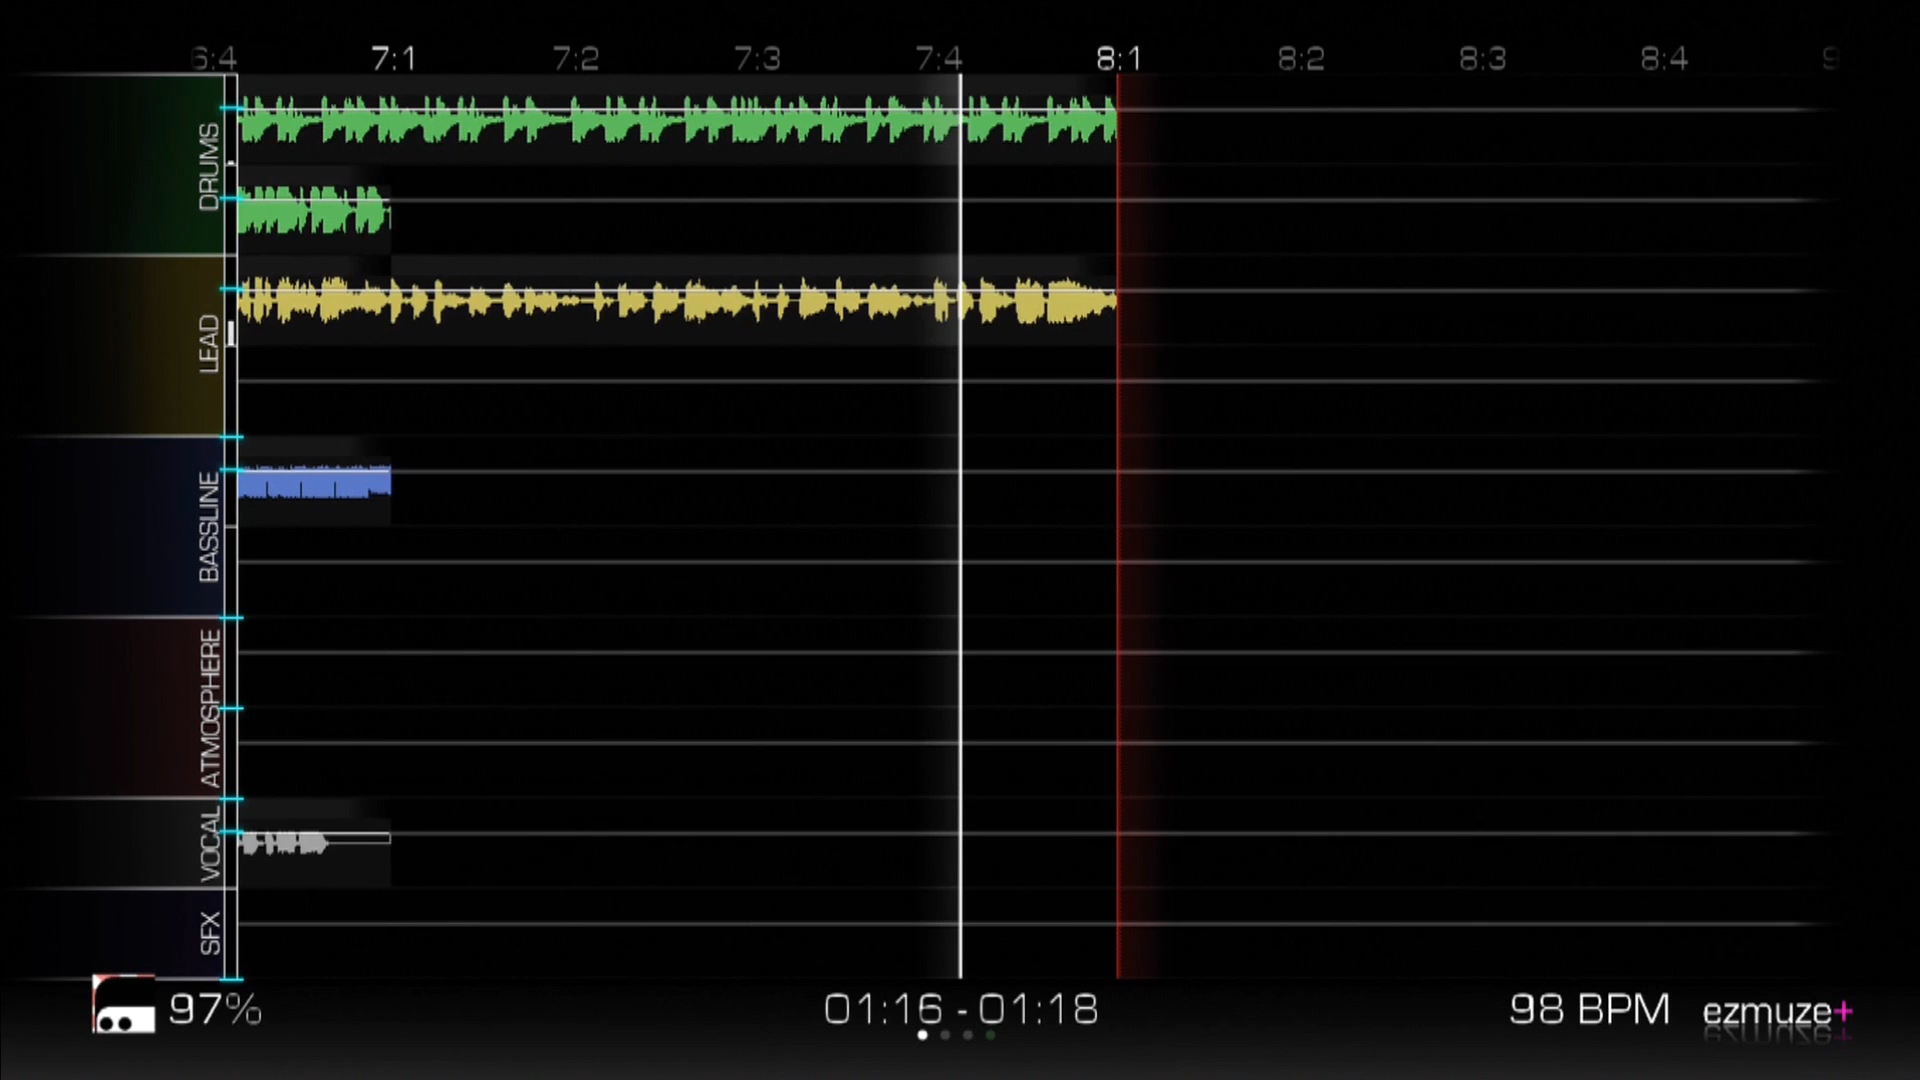 6:4 7:1 7:2 7:3 7:4 8:1 8:2 8:3 8:4 9
DRUMS
LEAD
BASSLINE
ATMOSPHERE
VOCAL
SFX
97% 01:16 - 01:18 98 BPM ezmuze+